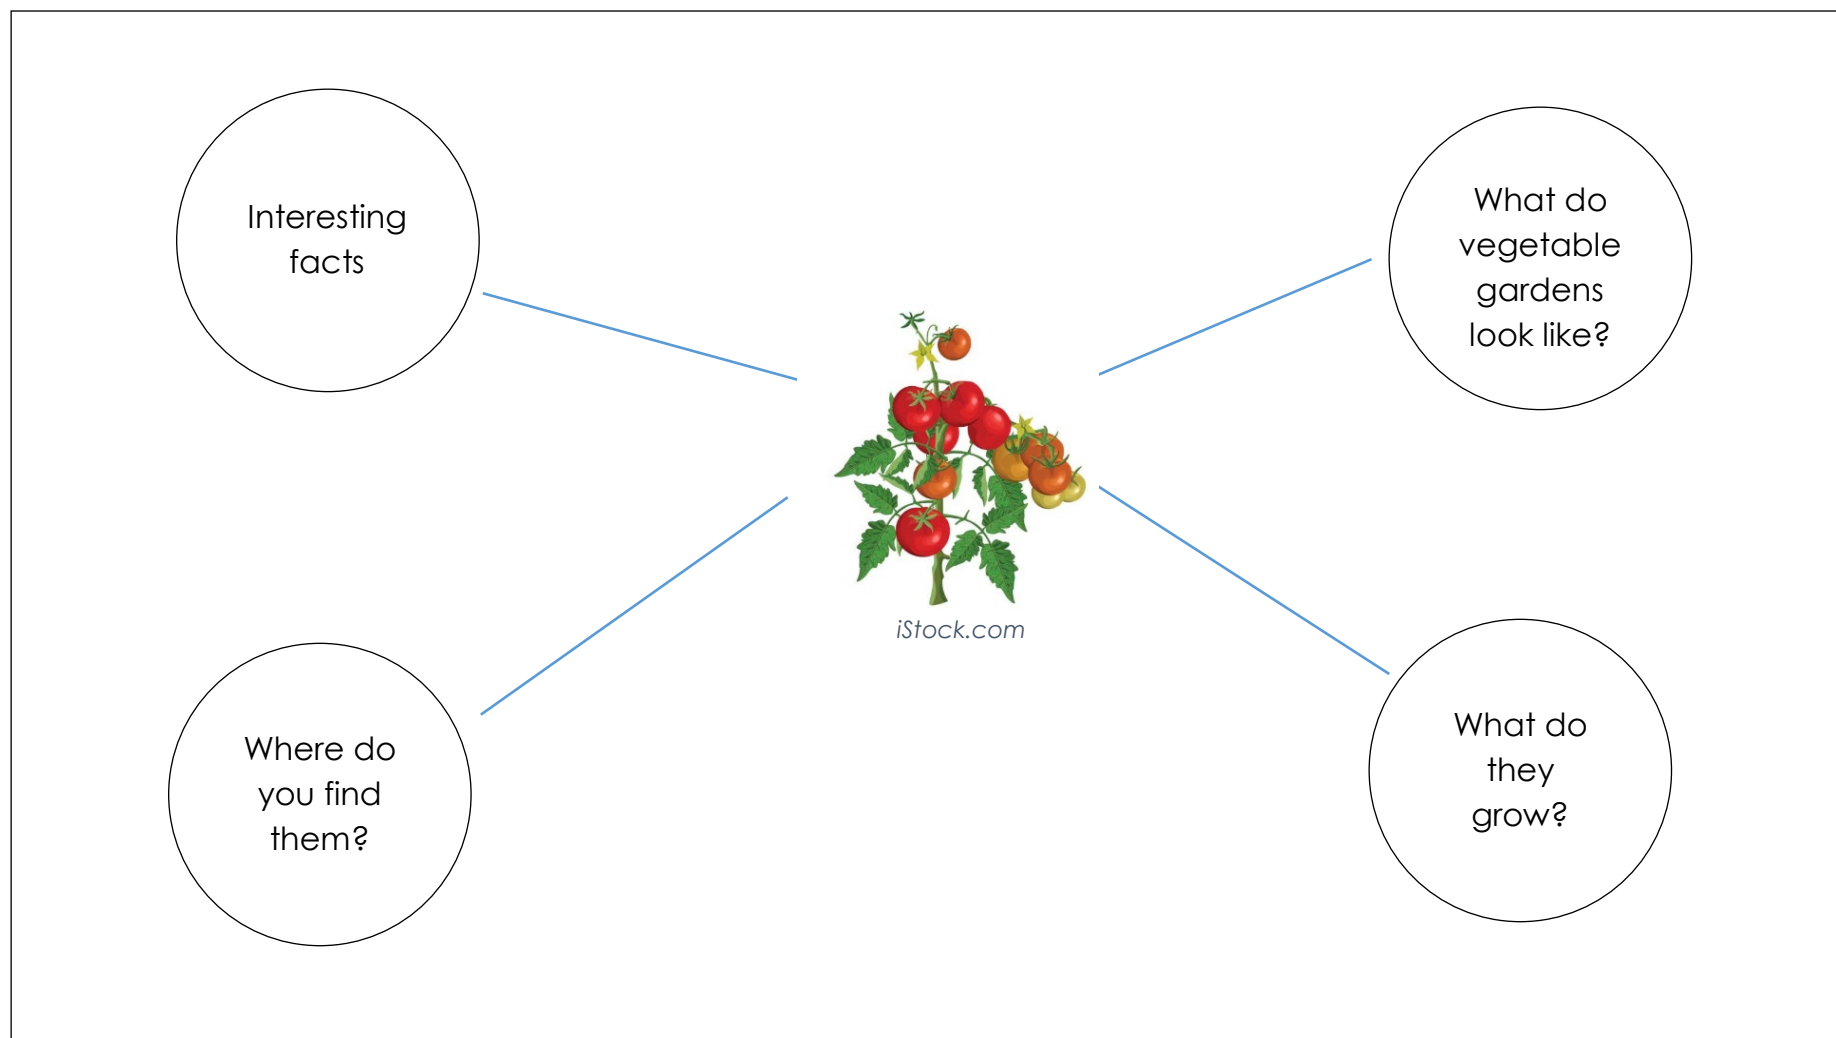 Interesting
facts
What do
vegetable
gardens
look like?
iStock.com
Where do
you find
them?
What do
they
grow?